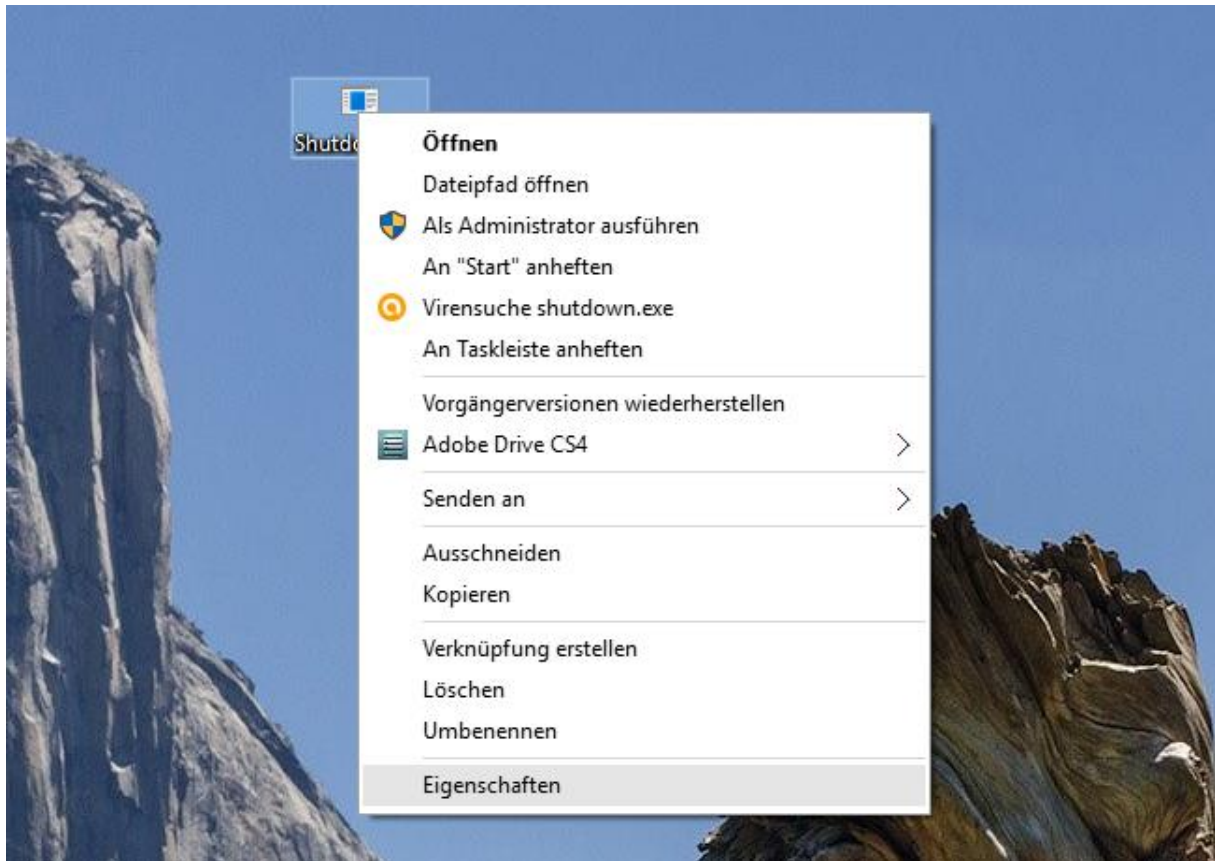 Öffnen
Dateipfad öffnen
Als Administrator ausführen
An "Start" anheften
Virensuche shutdown.exe
An Taskleiste anheften
Vorgängerversionen wiederherstellen
Adobe Drive CS4
Senden an
Ausschneiden
Kopieren
Verknüpfung erstellen
Löschen
Umbenennen
Eigenschaften